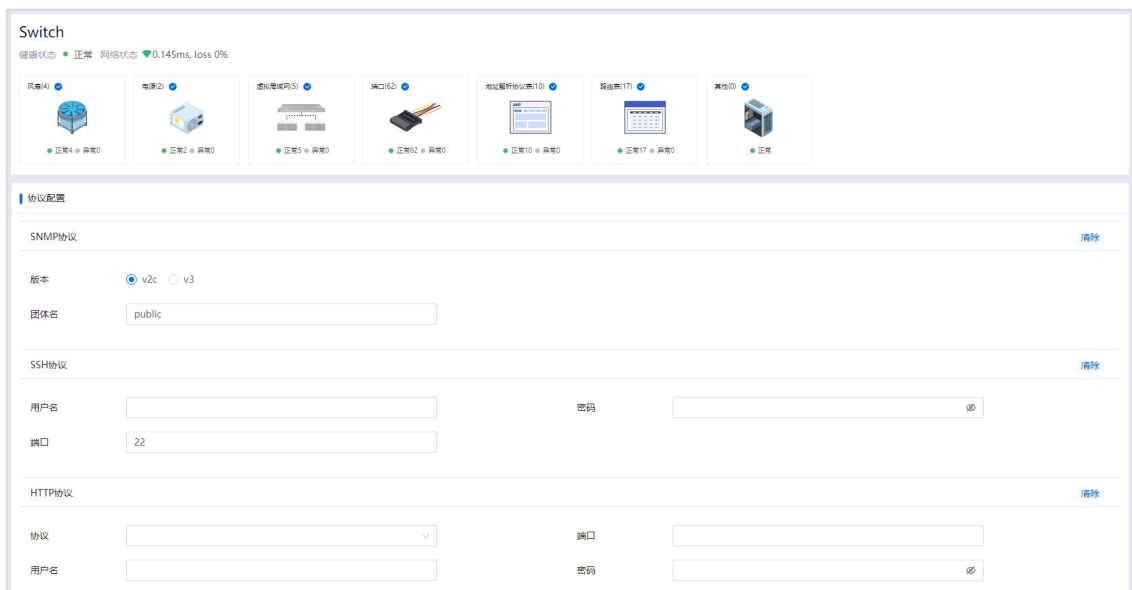 Switch
健康状态 正常 网络状态 0.145ms, loss 0%
风扇(4) 电源(2) 虚拟局域网(5) 端口(62) 地址解析协议表(10) 路由表(17) 其他(0)
ARP
正常4 异常0 正常2 异常0 正常5 异常0 正常62 异常0 正常10 异常0 正常17 异常0 正常
协议配置
SNMP协议 清除
版本 v2c v3
团体名 public
SSH协议 清除
用户名 密码
端口 22
HTTP协议 清除
协议 端口
用户名 密码